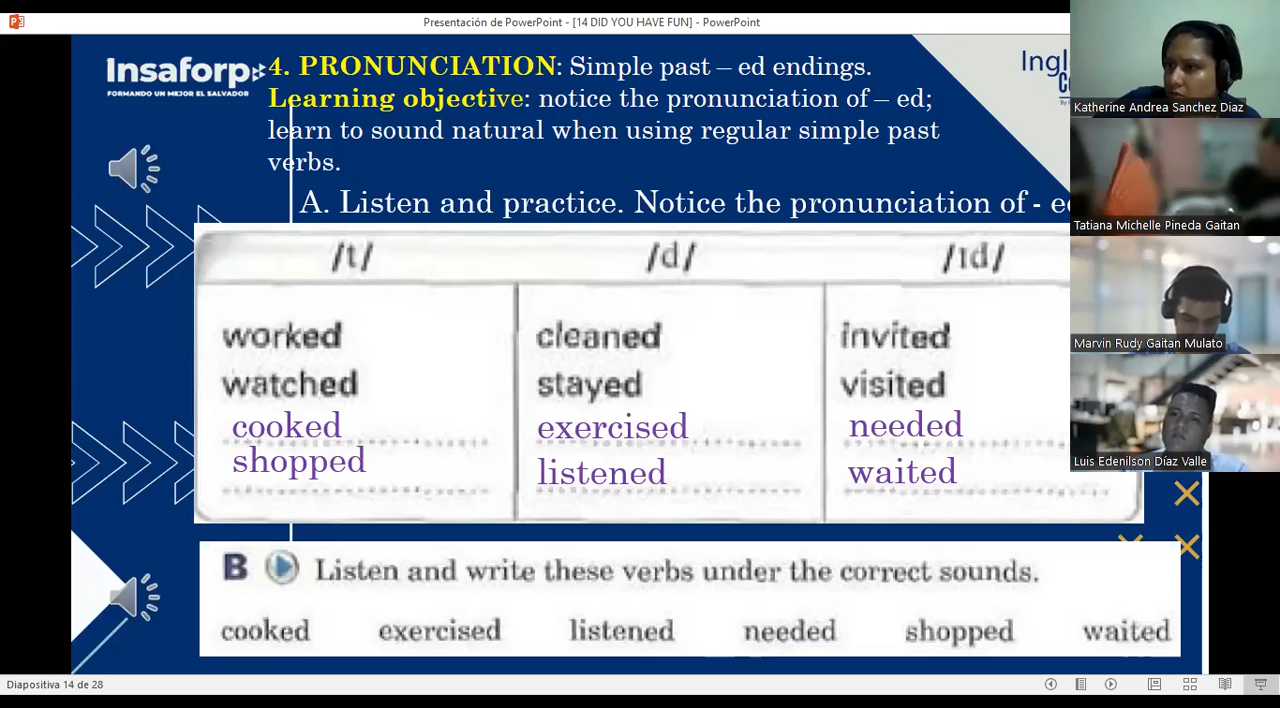 Presentación de PowerPoint - [14 DID YOU HAVE FUN] - PowerPoint
Insaforp
FORMANDO UN MEJOR EL SALVADOR
4. PRONUNCIATION: Simple past – ed endings.
Learning objective: notice the pronunciation of – ed;
learn to sound natural when using regular simple past
verbs.
A. Listen and practice. Notice the pronunciation of - e
/t/ /d/ /ɪd/
worked cleaned invited
watched stayed visited
cooked exercised needed
shopped listened waited
B Listen and write these verbs under the correct sounds.
cooked exercised listened needed shopped waited
Katherine Andrea Sanchez Diaz
Tatiana Michelle Pineda Gaitan
Marvin Rudy Gaitan Mulato
Luis Edenilson Díaz Valle
Diapositiva 14 de 28